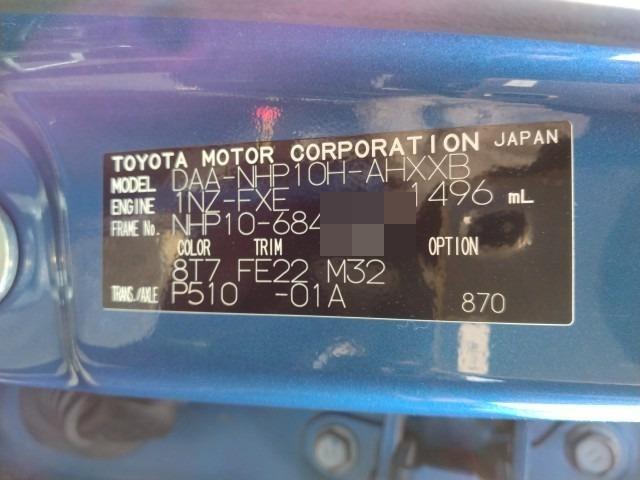 TOYOTA MOTOR CORPORATION JAPAN
MODEL DAA-NHP10H-AHXXB
ENGINE 1NZ-FXE 1496 mL
FRAME No. NHP10-684
COLOR TRIM OPTION
8T7 FE22 M32
TRANS./AXLE P510 -01A 870